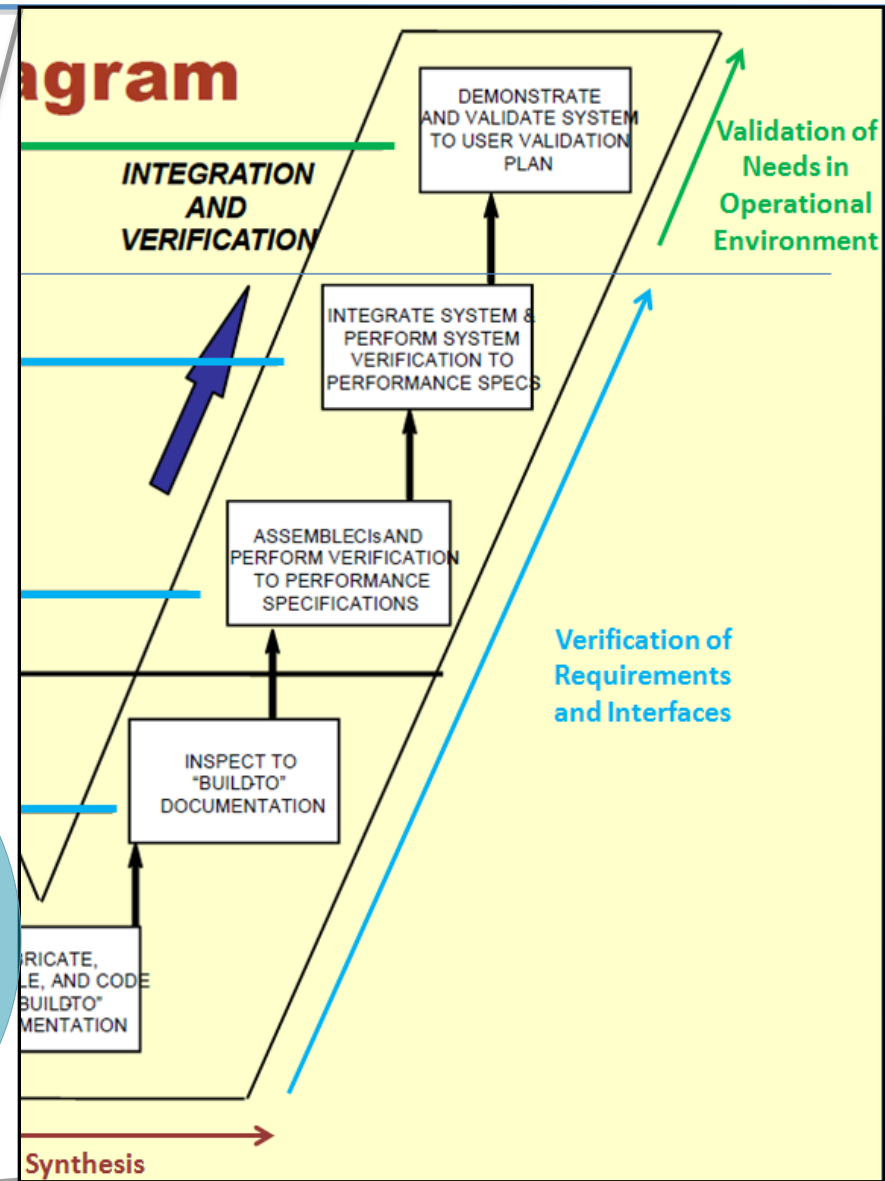 agram
DEMONSTRATE
AND VALIDATE SYSTEM
TO USER VALIDATION
PLAN
Validation of
Needs in
Operational
Environment
INTEGRATION
AND
VERIFICATION
INTEGRATE SYSTEM &
PERFORM SYSTEM
VERIFICATION TO
PERFORMANCE SPECS
ASSEMBLECIsAND
PERFORM VERIFICATION
TO PERFORMANCE
SPECIFICATIONS
Verification of
Requirements
and Interfaces
INSPECT TO
“BUILDTO”
DOCUMENTATION
RICATE,
LE, AND CODE
BUILDTO”
MENTATION
Synthesis